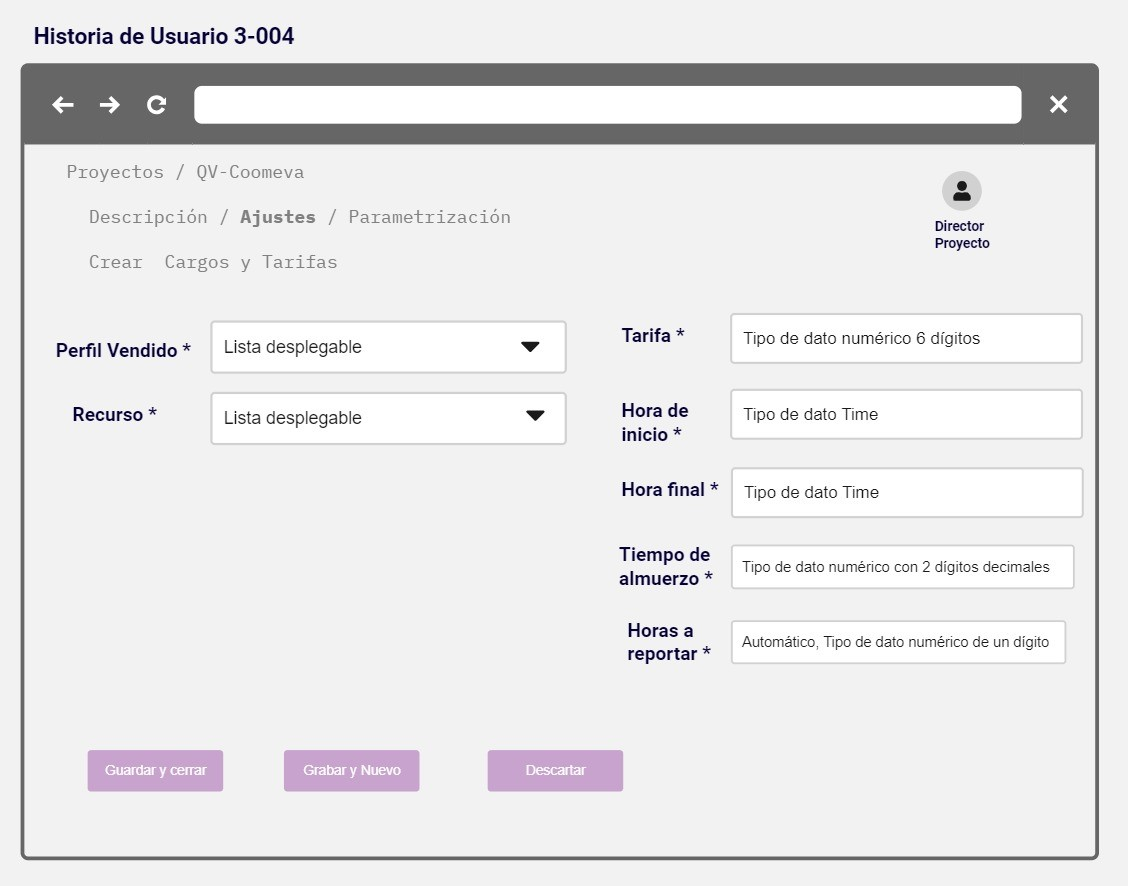 Historia de Usuario 3-004
Proyectos / QV-Coomeva
Descripción / Ajustes / Parametrización
Crear Cargos y Tarifas
Director
Proyecto
Perfil Vendido *
Lista desplegable
Recurso *
Lista desplegable
Tarifa *
Tipo de dato numérico 6 dígitos
Hora de
inicio *
Tipo de dato Time
Hora final *
Tipo de dato Time
Tiempo de
almuerzo *
Tipo de dato numérico con 2 dígitos decimales
Horas a
reportar *
Automático, Tipo de dato numérico de un dígito
Guardar y cerrar
Grabar y Nuevo
Descartar